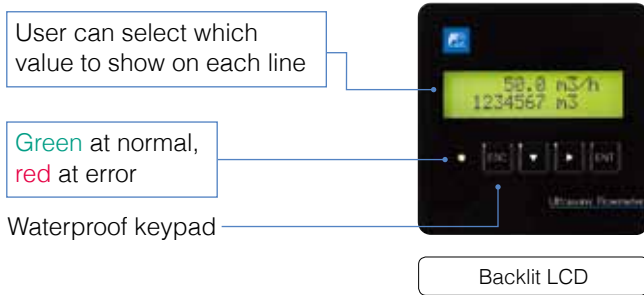 User can select which
value to show on each line
50.0 m3/h
1234567 m3
Green at normal,
red at error
ESC ENT
Waterproof keypad
Ultrasonic Flowmeter
Backlit LCD